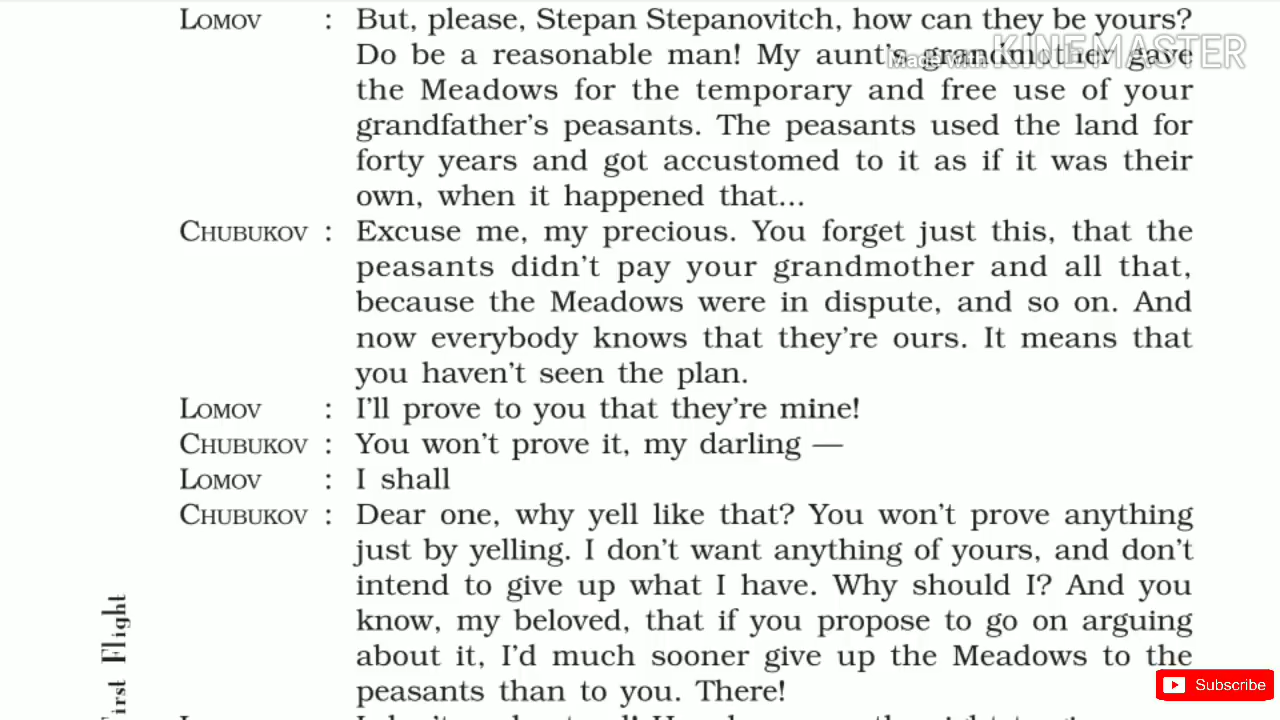 LOMOV : But, please, Stepan Stepanovitch, how can they be yours?
Do be a reasonable man! My aunt's grandmother gave
Made with KINEMASTER
the Meadows for the temporary and free use of your
grandfather's peasants. The peasants used the land for
forty years and got accustomed to it as if it was their
own, when it happened that...
CHUBUKOV : Excuse me, my precious. You forget just this, that the
peasants didn't pay your grandmother and all that,
because the Meadows were in dispute, and so on. And
now everybody knows that they're ours. It means that
you haven't seen the plan.
LOMOV : I'll prove to you that they're mine!
CHUBUKOV : You won't prove it, my darling —
LOMOV : I shall
CHUBUKOV : Dear one, why yell like that? You won't prove anything
just by yelling. I don't want anything of yours, and don't
intend to give up what I have. Why should I? And you
know, my beloved, that if you propose to go on arguing
about it, I'd much sooner give up the Meadows to the
peasants than to you. There!
First Flight
Subscribe